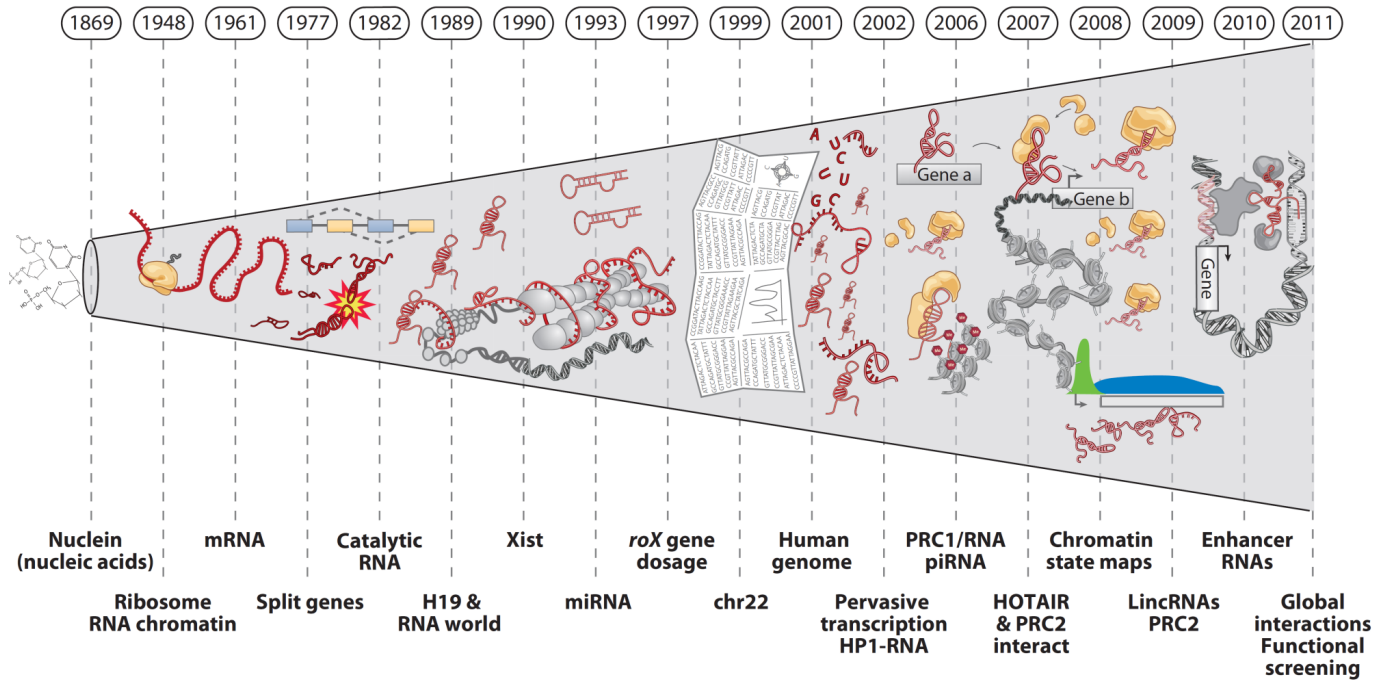 1869
1948
1961
1977
1982
1989
1990
1993
1997
1999
2001
2002
2006
2007
2008
2009
2010
2011
A
U
C
U
U
C
G
C
Gene a
Gene b
Gene
Nuclein
(nucleic acids)
mRNA
Catalytic
RNA
Xist
roX gene
dosage
Human
genome
PRC1/RNA
piRNA
Chromatin
state maps
Enhancer
RNAs
Ribosome
RNA chromatin
Split genes
H19 &
RNA world
miRNA
chr22
Pervasive
transcription
HP1-RNA
HOTAIR
& PRC2
interact
LincRNAs
PRC2
Global
interactions
Functional
screening